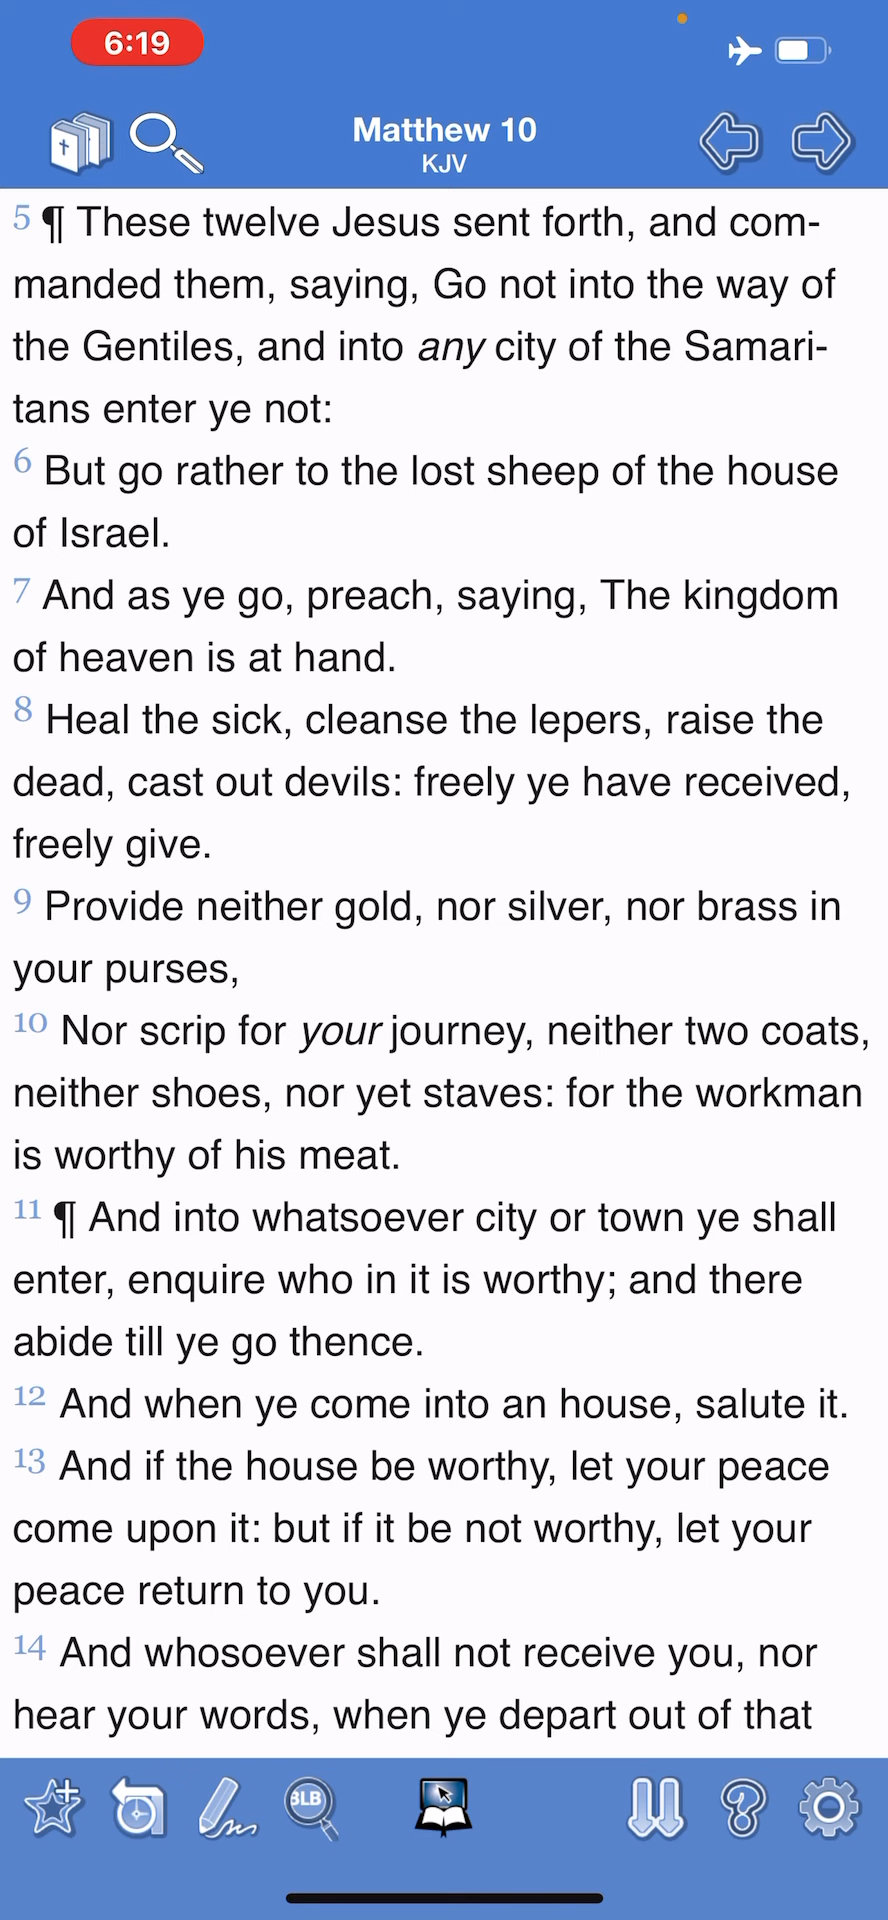 6:19
Matthew 10
KJV
5 ¶ These twelve Jesus sent forth, and com-
manded them, saying, Go not into the way of
the Gentiles, and into any city of the Samari-
tans enter ye not:
6 But go rather to the lost sheep of the house
of Israel.
7 And as ye go, preach, saying, The kingdom
of heaven is at hand.
8 Heal the sick, cleanse the lepers, raise the
dead, cast out devils: freely ye have received,
freely give.
9 Provide neither gold, nor silver, nor brass in
your purses,
10 Nor scrip for your journey, neither two coats,
neither shoes, nor yet staves: for the workman
is worthy of his meat.
11 ¶ And into whatsoever city or town ye shall
enter, enquire who in it is worthy; and there
abide till ye go thence.
12 And when ye come into an house, salute it.
13 And if the house be worthy, let your peace
come upon it: but if it be not worthy, let your
peace return to you.
14 And whosoever shall not receive you, nor
hear your words, when ye depart out of that
BLB